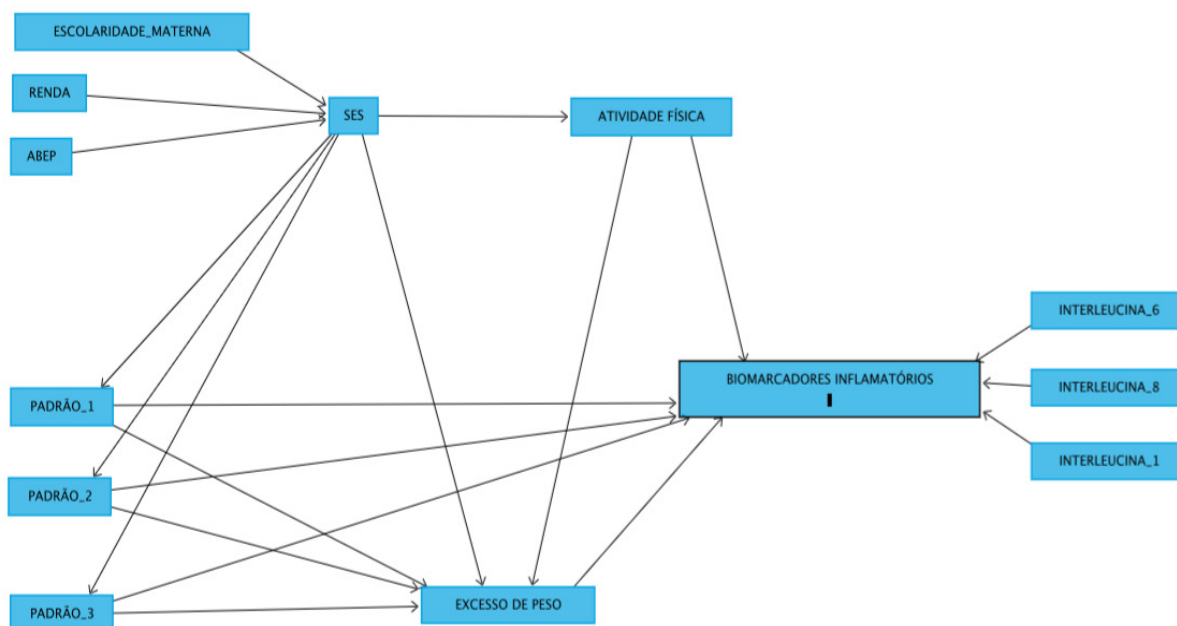 ESCOLARIDADE_MATERNA
RENDA
SES
ATIVIDADE FÍSICA
ABEP
INTERLEUCINA_6
BIOMARCADORES INFLAMATÓRIOS
I
INTERLEUCINA_8
PADRÃO_1
INTERLEUCINA_1
PADRÃO_2
EXCESSO DE PESO
PADRÃO_3